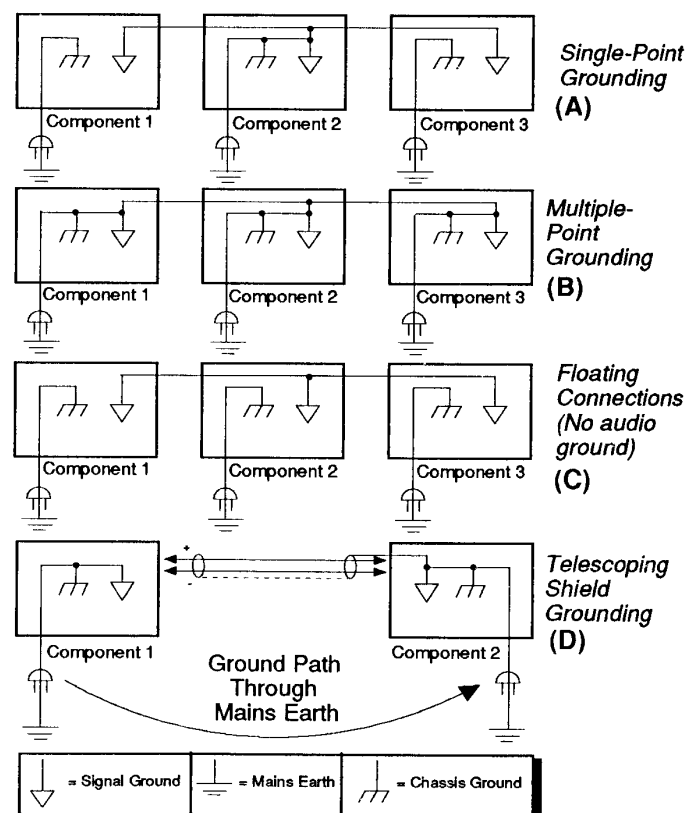 Single-Point
Grounding
(A)
Component 1
Component 2
Component 3
Multiple-
Point
Grounding
(B)
Component 1
Component 2
Component 3
Floating
Connections
(No audio
ground)
(C)
Component 1
Component 2
Component 3
+
-
Telescoping
Shield
Grounding
(D)
Component 1
Component 2
Ground Path
Through
Mains Earth
= Signal Ground
= Mains Earth
= Chassis Ground